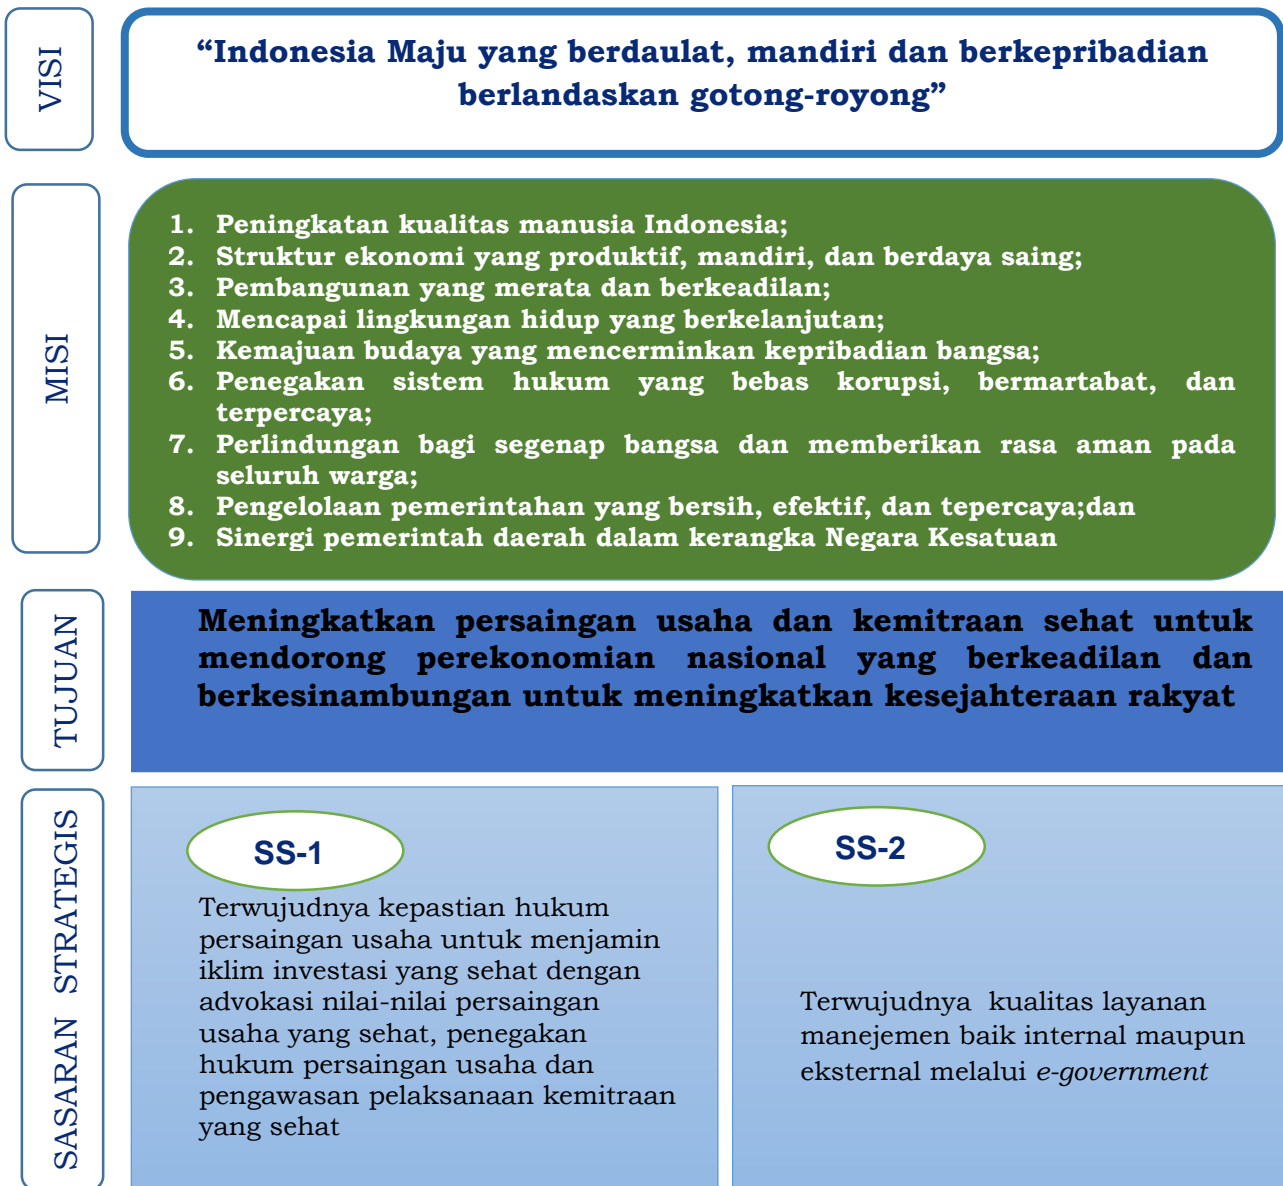 VISI
“Indonesia Maju yang berdaulat, mandiri dan berkepribadian
berlandaskan gotong-royong”
MISI
1. Peningkatan kualitas manusia Indonesia;
2. Struktur ekonomi yang produktif, mandiri, dan berdaya saing;
3. Pembangunan yang merata dan berkeadilan;
4. Mencapai lingkungan hidup yang berkelanjutan;
5. Kemajuan budaya yang mencerminkan kepribadian bangsa;
6. Penegakan sistem hukum yang bebas korupsi, bermartabat, dan
terpercaya;
7. Perlindungan bagi segenap bangsa dan memberikan rasa aman pada
seluruh warga;
8. Pengelolaan pemerintahan yang bersih, efektif, dan tepercaya;dan
9. Sinergi pemerintah daerah dalam kerangka Negara Kesatuan
TUJUAN
Meningkatkan persaingan usaha dan kemitraan sehat untuk
mendorong perekonomian nasional yang berkeadilan dan
berkesinambungan untuk meningkatkan kesejahteraan rakyat
SASARAN STRATEGIS
SS-1
Terwujudnya kepastian hukum
persaingan usaha untuk menjamin
iklim investasi yang sehat dengan
advokasi nilai-nilai persaingan
usaha yang sehat, penegakan
hukum persaingan usaha dan
pengawasan pelaksanaan kemitraan
yang sehat
SS-2
Terwujudnya kualitas layanan
manejemen baik internal maupun
eksternal melalui e-government